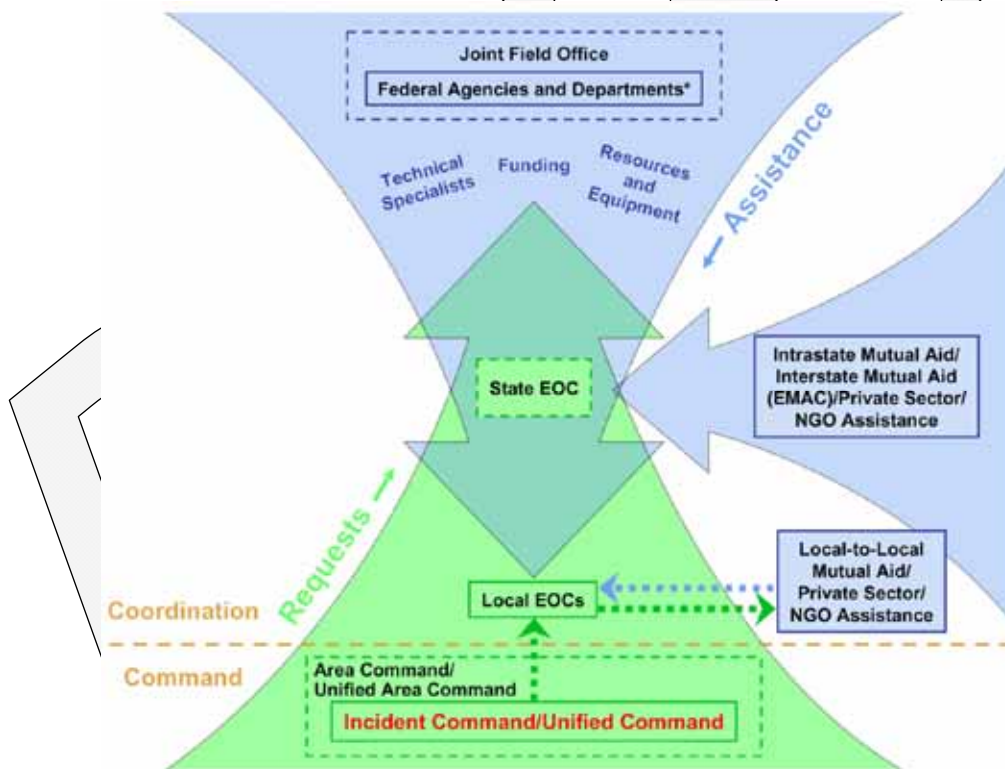 Joint Field Office
Federal Agencies and Departments*
Technical
Specialists
Funding
Resources
and
Equipment
← Assistance
State EOC
Intrastate Mutual Aid/
Interstate Mutual Aid
(EMAC)/Private Sector/
NGO Assistance
Requests →
Local-to-Local
Mutual Aid/
Private Sector/
NGO Assistance
Local EOCs
Coordination
Command
Area Command/
Unified Area Command
Incident Command/Unified Command